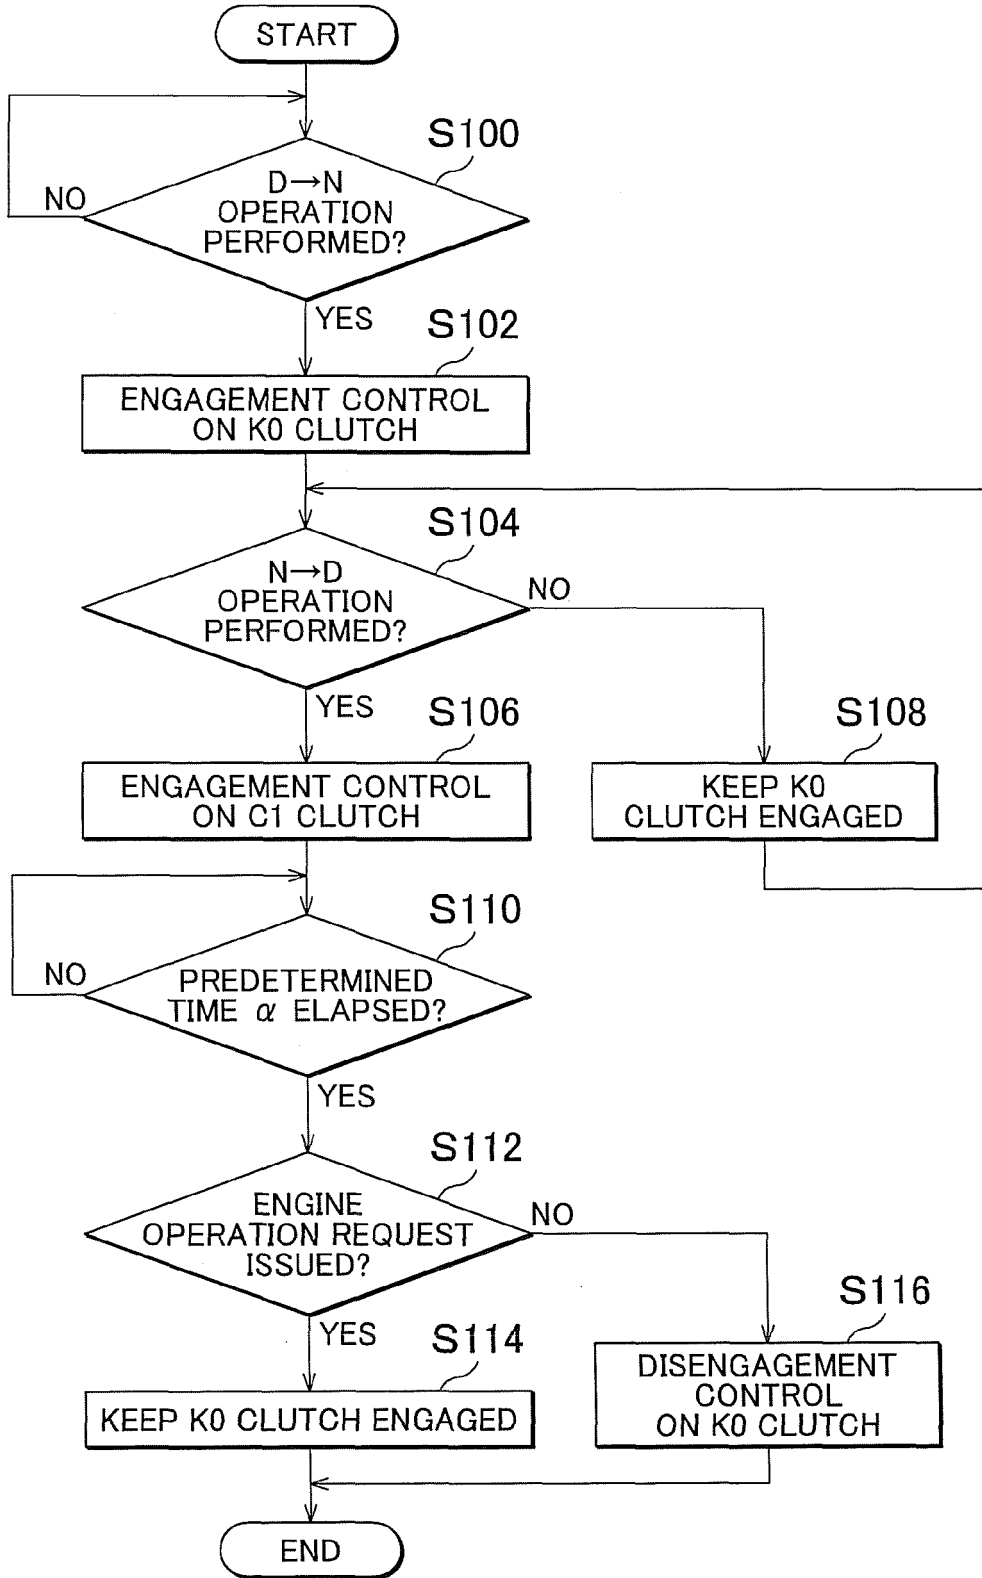 START
S100
D→N
OPERATION
PERFORMED?
NO
YES
S102
ENGAGEMENT CONTROL
ON K0 CLUTCH
S104
N→D
OPERATION
PERFORMED?
NO
YES
S106
ENGAGEMENT CONTROL
ON C1 CLUTCH
S108
KEEP K0
CLUTCH ENGAGED
S110
PREDETERMINED
TIME α ELAPSED?
NO
YES
S112
ENGINE
OPERATION REQUEST
ISSUED?
NO
YES
S114
KEEP K0 CLUTCH ENGAGED
S116
DISENGAGEMENT
CONTROL
ON K0 CLUTCH
END